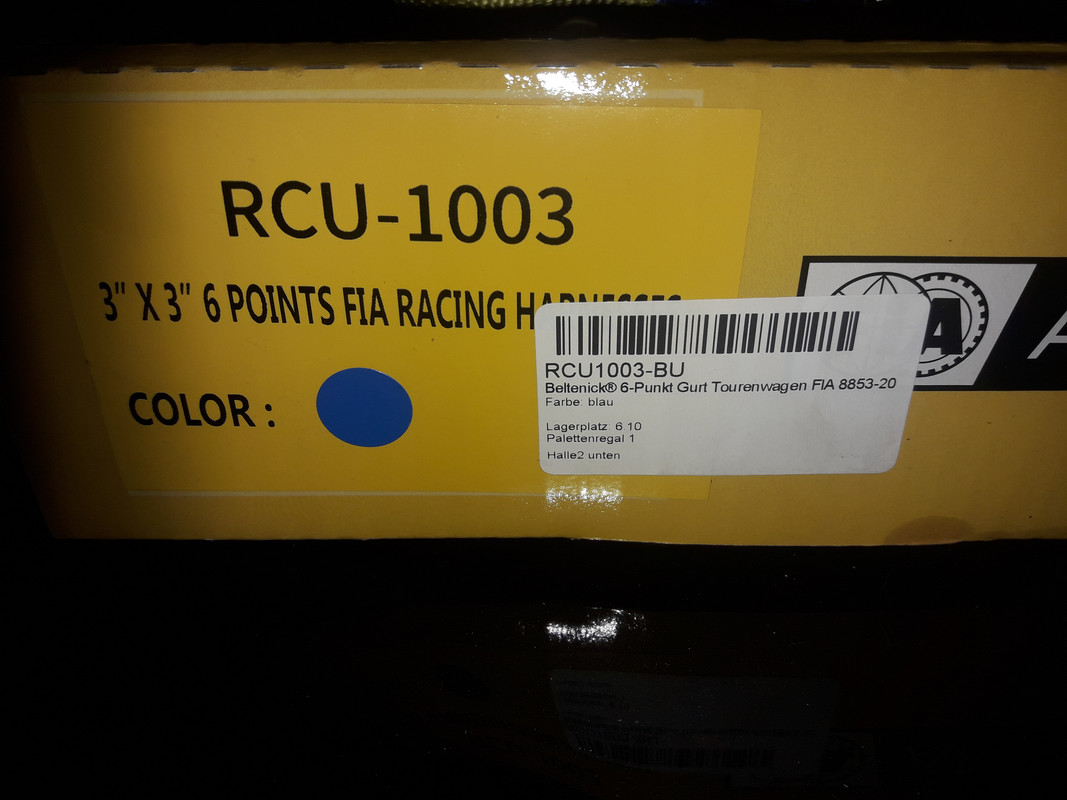 RCU-1003
3" X 3" 6 POINTS FIA RACING HARNESSES
COLOR :
A
A
RCU1003-BU
Beltenick® 6-Punkt Gurt Tourenwagen FIA 8853-20
Farbe: blau
Lagerplatz: 6.10
Palettenregal 1
Halle2 unten